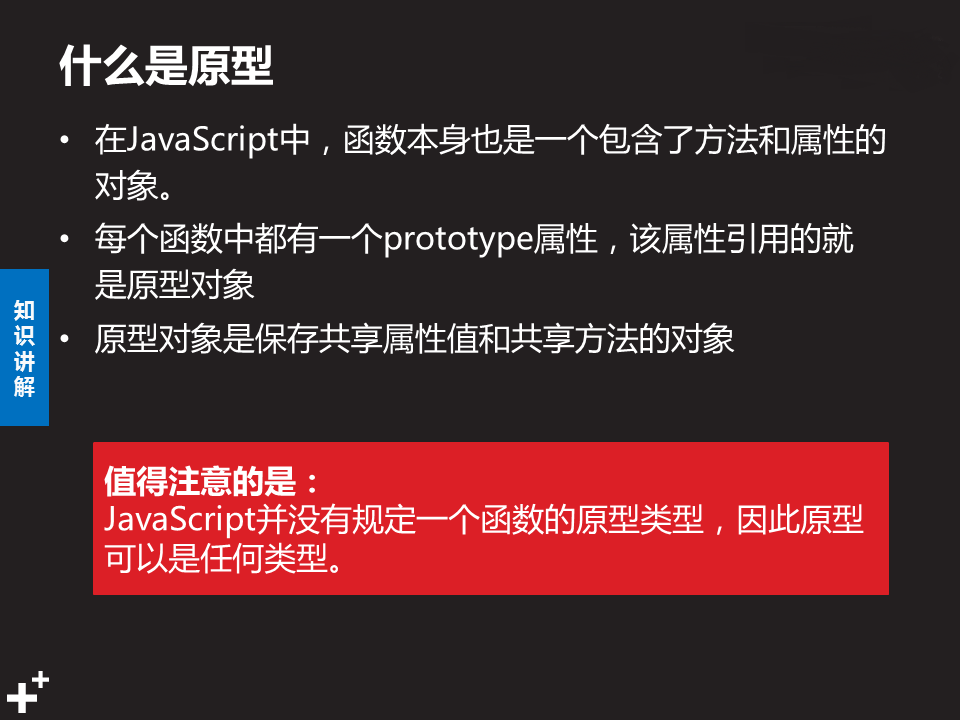 什么是原型
• 在JavaScript中，函数本身也是一个包含了方法和属性的
对象。
• 每个函数中都有一个prototype属性，该属性引用的就
是原型对象
• 原型对象是保存共享属性值和共享方法的对象
知
识
讲
解
值得注意的是：
JavaScript并没有规定一个函数的原型类型，因此原型
可以是任何类型。